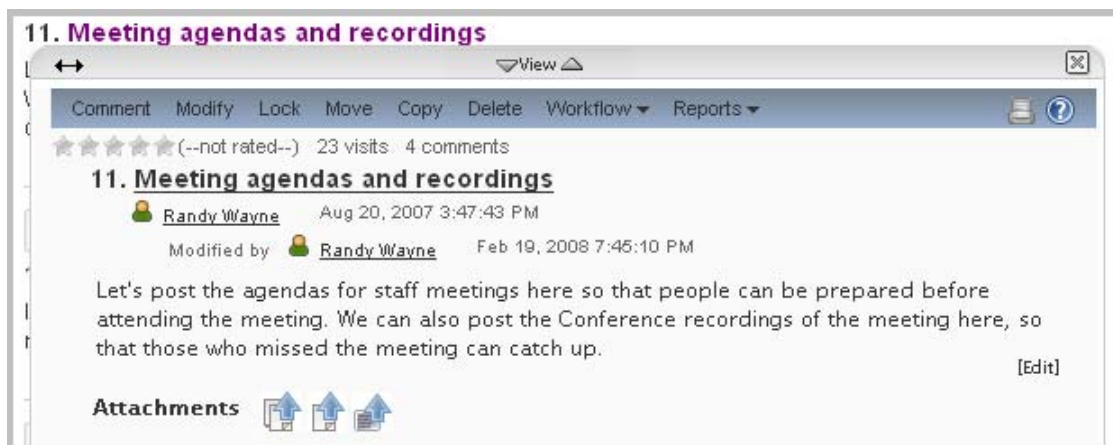 11. Meeting agendas and recordings
View
Comment Modify Lock Move Copy Delete Workflow Reports
(--not rated--) 23 visits 4 comments
11. Meeting agendas and recordings
Randy Wayne Aug 20, 2007 3:47:43 PM
Modified by Randy Wayne Feb 19, 2008 7:45:10 PM
Let's post the agendas for staff meetings here so that people can be prepared before
attending the meeting. We can also post the Conference recordings of the meeting here, so
that those who missed the meeting can catch up.
[Edit]
Attachments